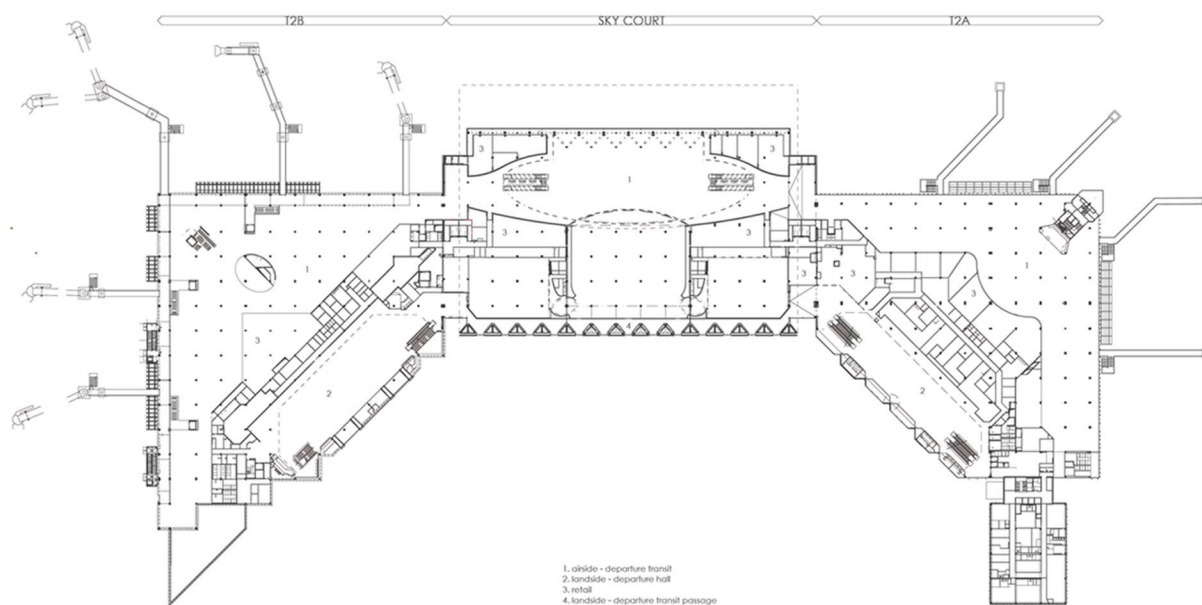 T2B
SKY COURT
T2A
3
3
1
3
3
3
3
1
1
3
3
2
2
4
1. airside - departure transit
2. landside - departure hall
3. retail
4. landside - departure transit passage